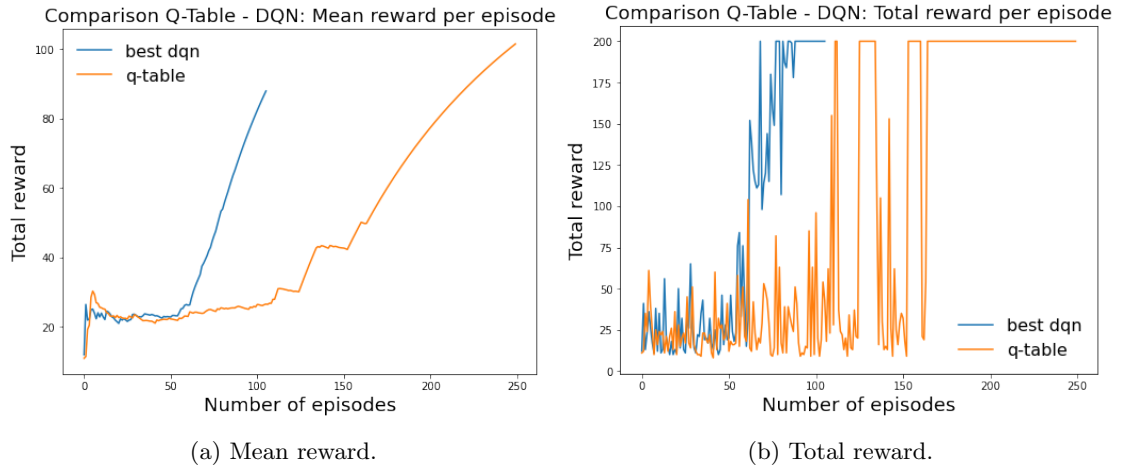 Comparison Q-Table - DQN: Mean reward per episode
best dqn
q-table
Total reward
100
80
60
40
20
0
50
100
150
200
250
Number of episodes
(a) Mean reward.
Comparison Q-Table - DQN: Total reward per episode
Total reward
200
175
150
125
100
75
50
25
0
best dqn
q-table
0
50
100
150
200
250
Number of episodes
(b) Total reward.